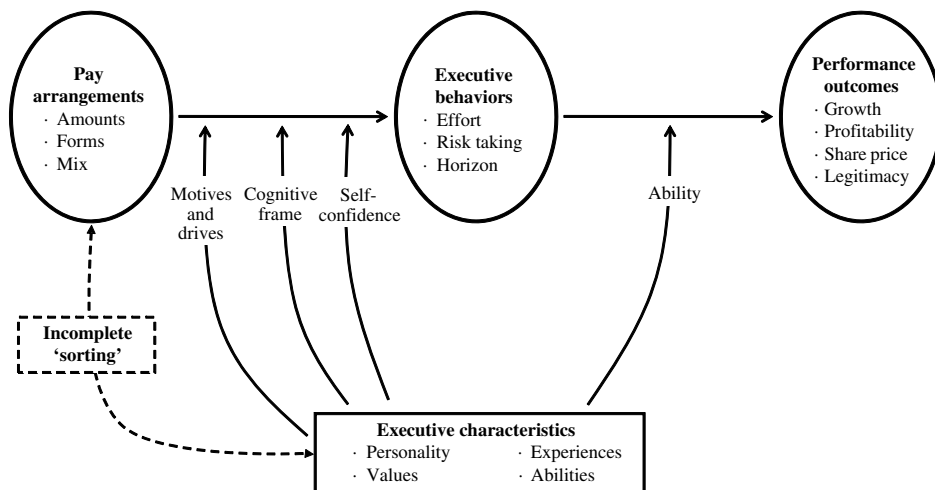 Pay
arrangements
· Amounts
· Forms
· Mix
Executive
behaviors
· Effort
· Risk taking
· Horizon
Performance
outcomes
· Growth
· Profitability
· Share price
· Legitimacy
Motives
and
drives
Cognitive
frame
Self-
confidence
Ability
Incomplete
‘sorting’
Executive characteristics
· Personality
· Values
· Experiences
· Abilities